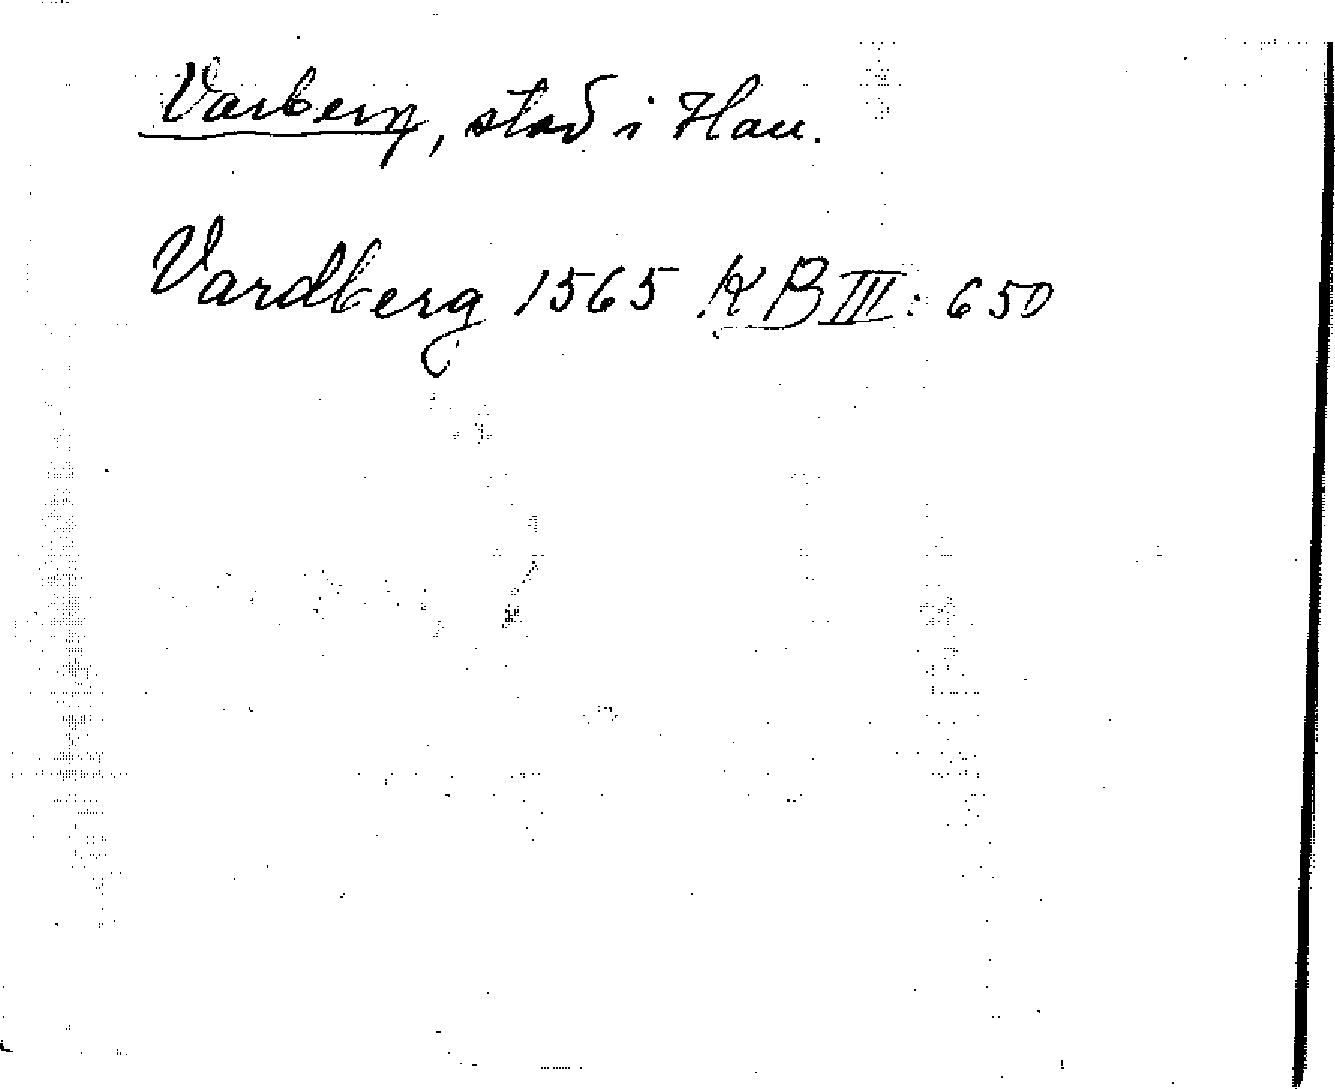 Varberg, stad i Hall.
Vardberg 1565 KB III: 650